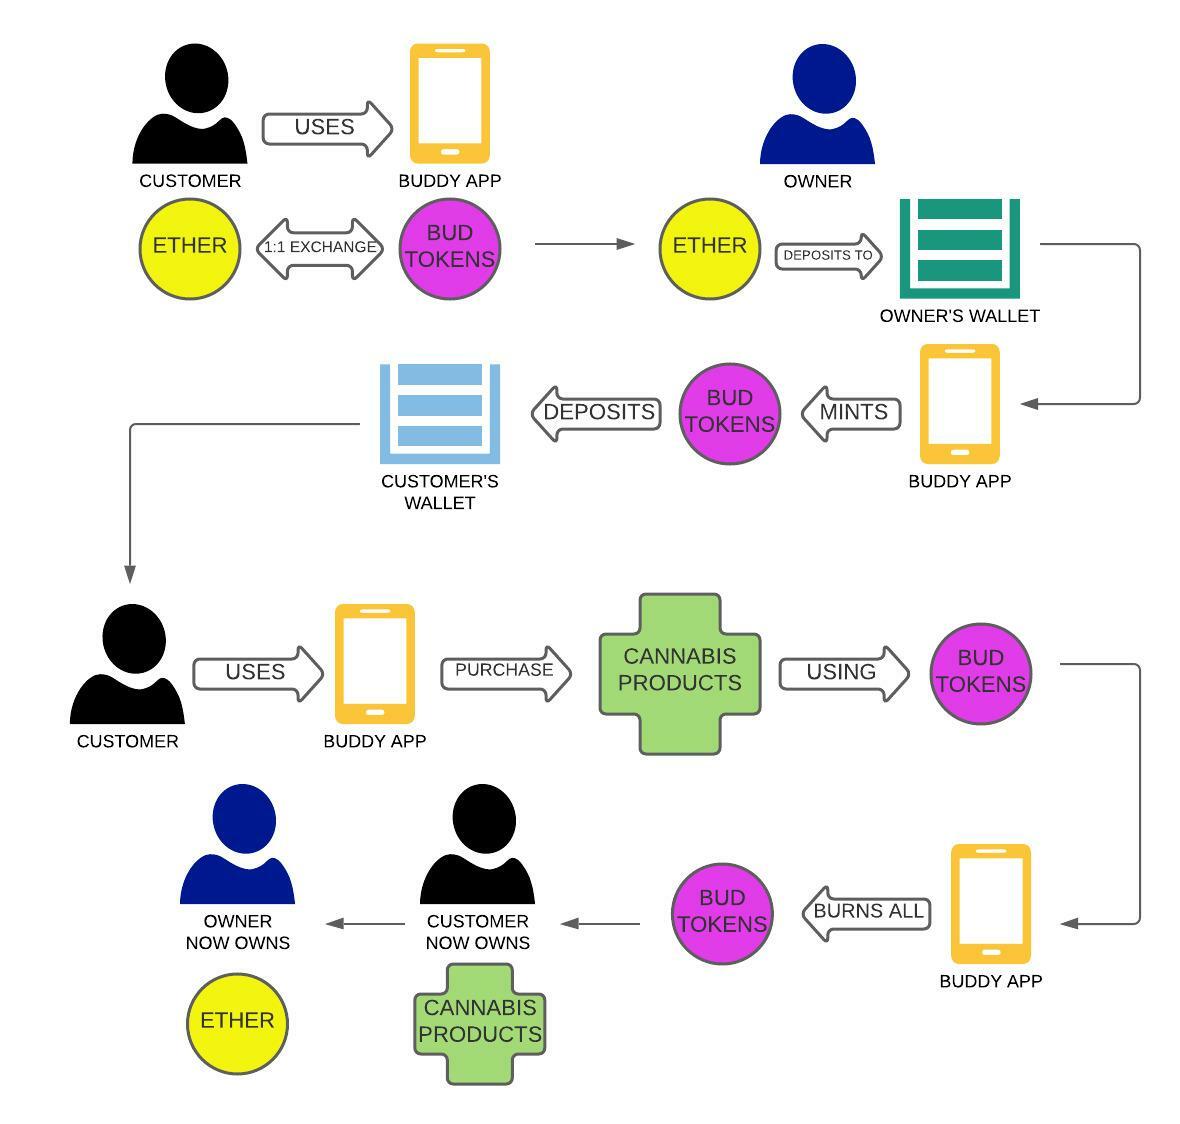 USES
CUSTOMER
BUDDY APP
OWNER
ETHER
1:1 EXCHANGE
BUD
TOKENS
ETHER
DEPOSITS TO
OWNER'S WALLET
CUSTOMER'S
WALLET
DEPOSITS
BUD
TOKENS
MINTS
BUDDY APP
CUSTOMER
USES
BUDDY APP
PURCHASE
CANNABIS
PRODUCTS
USING
BUD
TOKENS
OWNER
NOW OWNS
ETHER
CUSTOMER
NOW OWNS
CANNABIS
PRODUCTS
BUD
TOKENS
BURNS ALL
BUDDY APP